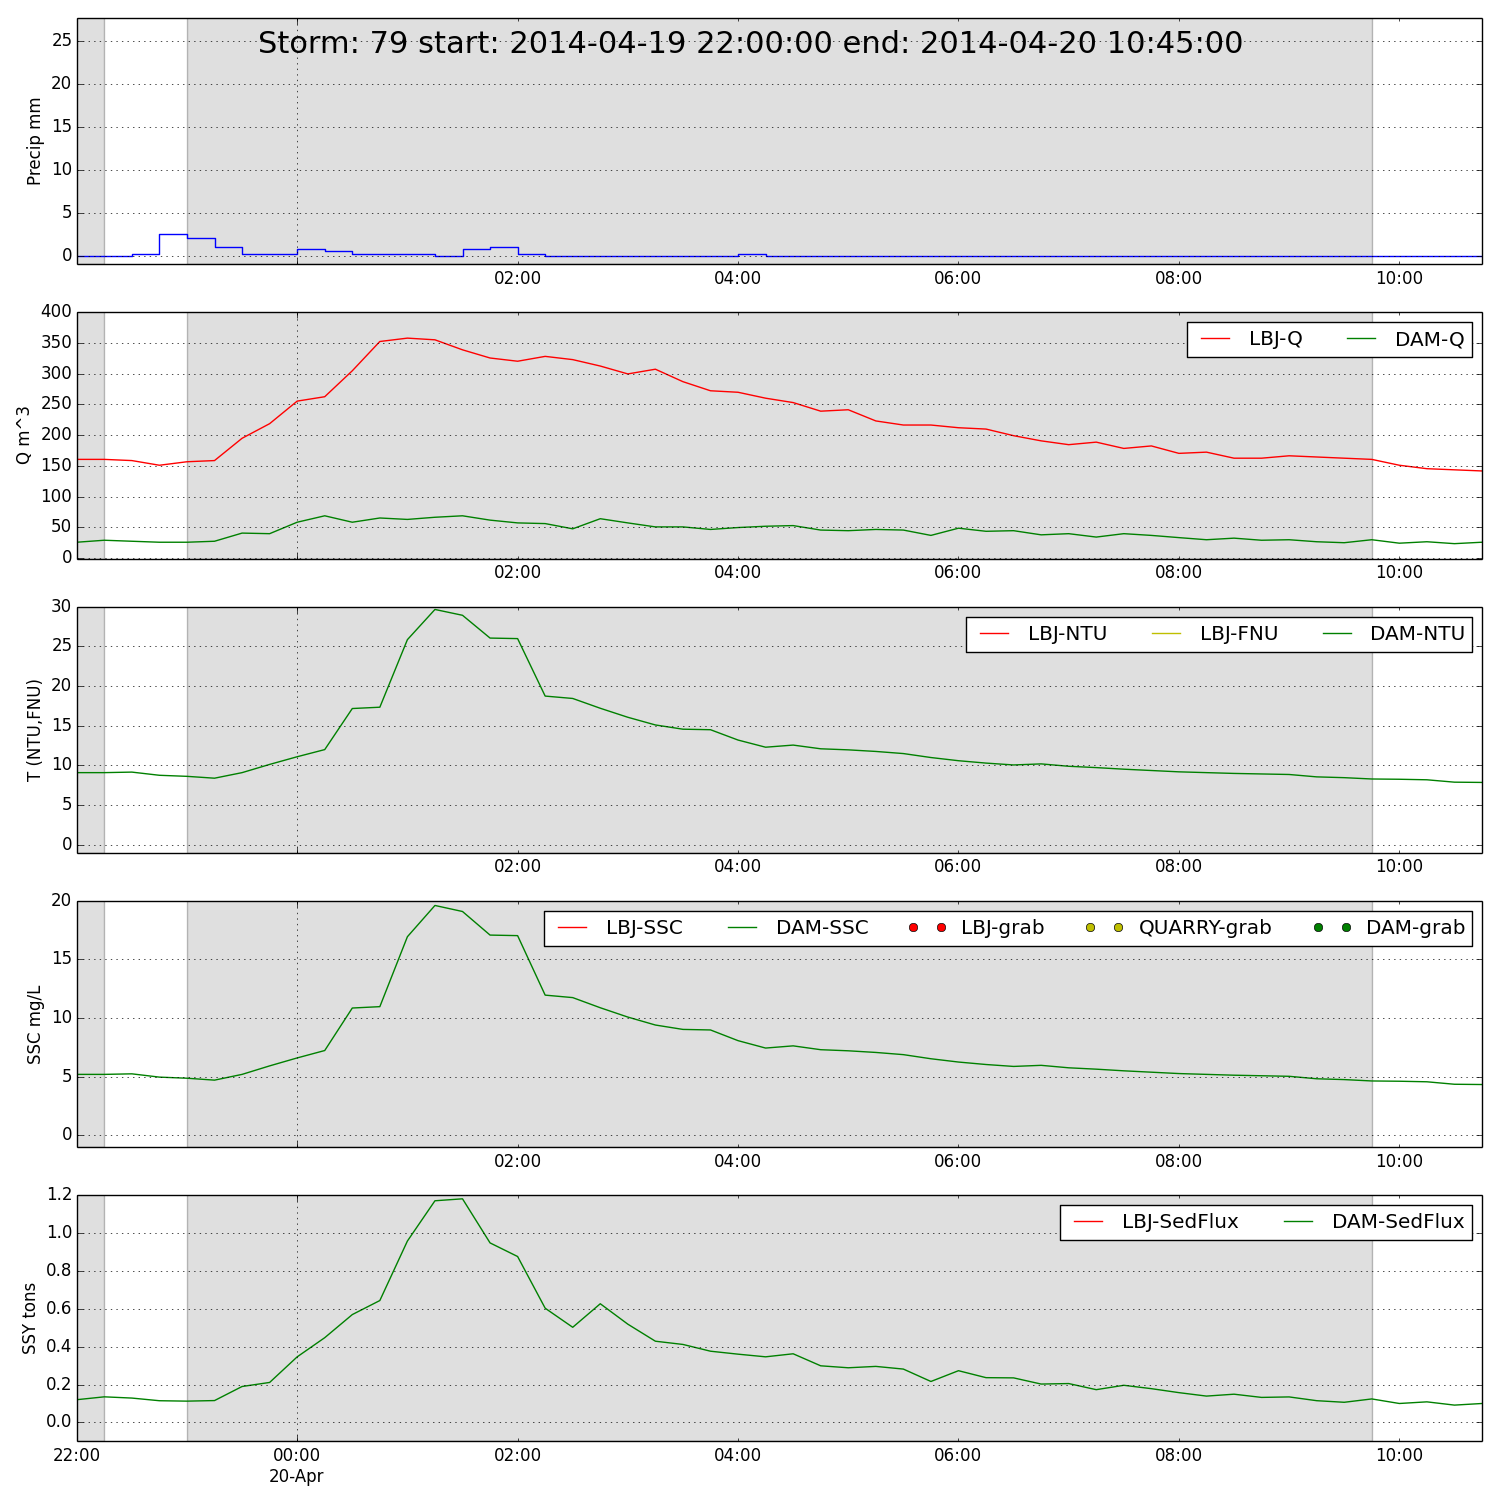 Storm: 79 start: 2014-04-19 22:00:00 end: 2014-04-20 10:45:00
Precip mm
25
20
15
10
5
0
02:00 04:00 06:00 08:00 10:00
LBJ-Q DAM-Q
Q m^3
400
350
300
250
200
150
100
50
0
02:00 04:00 06:00 08:00 10:00
LBJ-NTU LBJ-FNU DAM-NTU
T (NTU,FNU)
30
25
20
15
10
5
0
02:00 04:00 06:00 08:00 10:00
LBJ-SSC DAM-SSC LBJ-grab QUARRY-grab DAM-grab
SSC mg/L
20
15
10
5
0
02:00 04:00 06:00 08:00 10:00
LBJ-SedFlux DAM-SedFlux
SSY tons
1.2
1.0
0.8
0.6
0.4
0.2
0.0
22:00 00:00 02:00 04:00 06:00 08:00 10:00
20-Apr